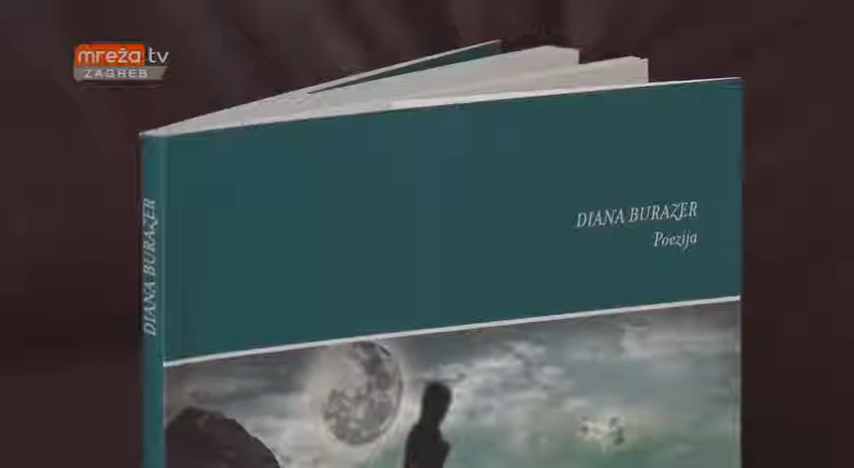 mreža tv
ZAGREB
DIANA BURAZER
Poezija
DIANA BURAZER